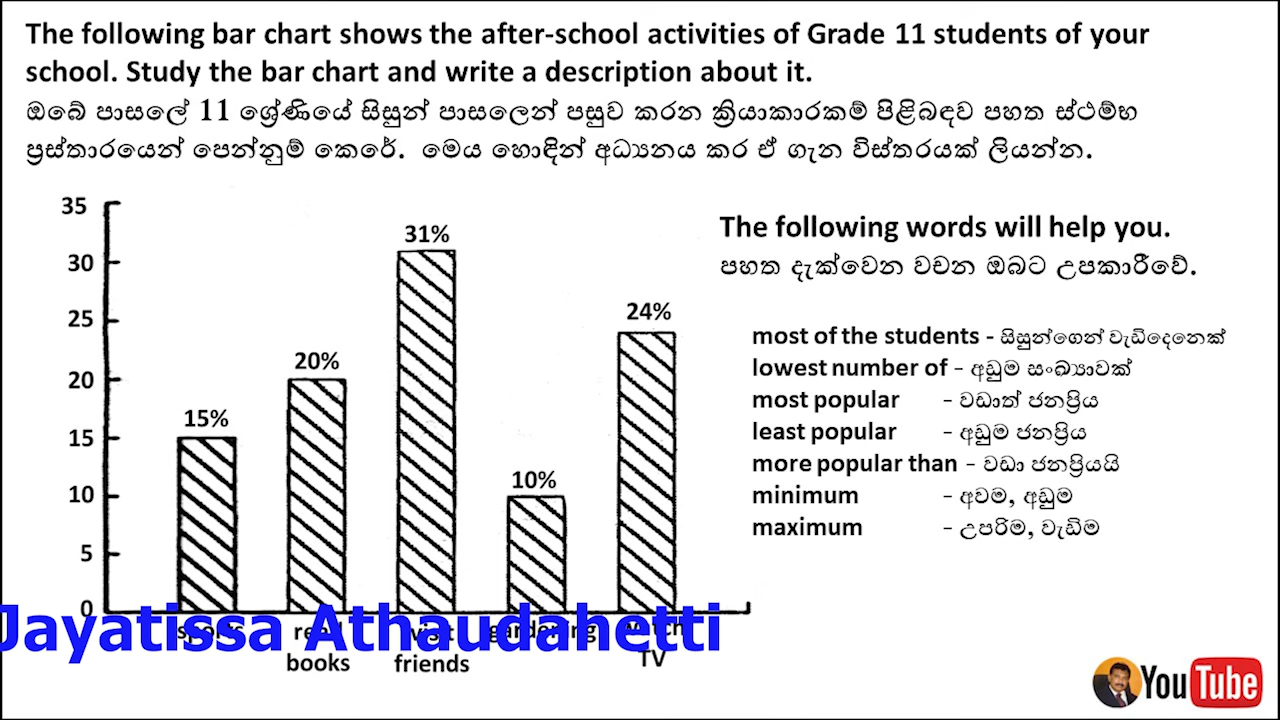 The following bar chart shows the after-school activities of Grade 11 students of your
school. Study the bar chart and write a description about it.
ඔබේ පාසලේ 11 ශ්‍රේණියේ සිසුන් පාසලෙන් පසුව කරන ක්‍රියාකාරකම් පිළිබඳව පහත ස්ථම්භ
ප්‍රස්තාරයෙන් පෙන්නුම් කෙරේ. මෙය හොඳින් අධ්‍යනය කර ඒ ගැන විස්තරයක් ලියන්න.
The following words will help you.
පහත දැක්වෙන වචන ඔබට උපකාරීවේ.
most of the students - සිසුන්ගෙන් වැඩිදෙනෙක්
lowest number of - අඩුම සංඛ්‍යාවක්
most popular - වඩාත් ජනප්‍රිය
least popular - අඩුම ජනප්‍රිය
more popular than - වඩා ජනප්‍රියයි
minimum - අවම, අඩුම
maximum - උපරිම, වැඩිම
35
30
25
20
15
10
5
0
15%
20%
31%
10%
24%
gardening
books
friends
TV
Jayatissa Athaudahetti
YouTube